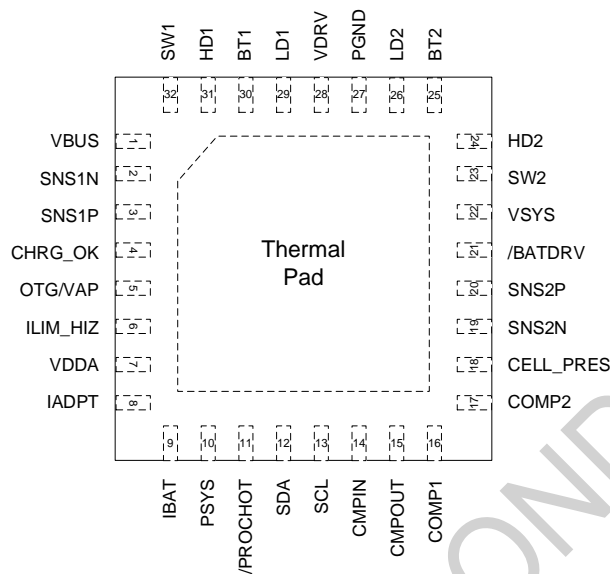 SW1
HD1
BT1
LD1
VDRV
PGND
LD2
BT2
32
31
30
29
28
27
26
25
VBUS
1
SNS1N
2
SNS1P
3
CHRG_OK
4
OTG/VAP
5
ILIM_HIZ
6
VDDA
7
IADPT
8
Thermal
Pad
24
HD2
23
SW2
22
VSYS
21
/BATDRV
20
SNS2P
19
SNS2N
18
CELL_PRES
17
COMP2
9
10
11
12
13
14
15
16
IBAT
PSYS
/PROCHOT
SDA
SCL
CMPIN
CMPOUT
COMP1